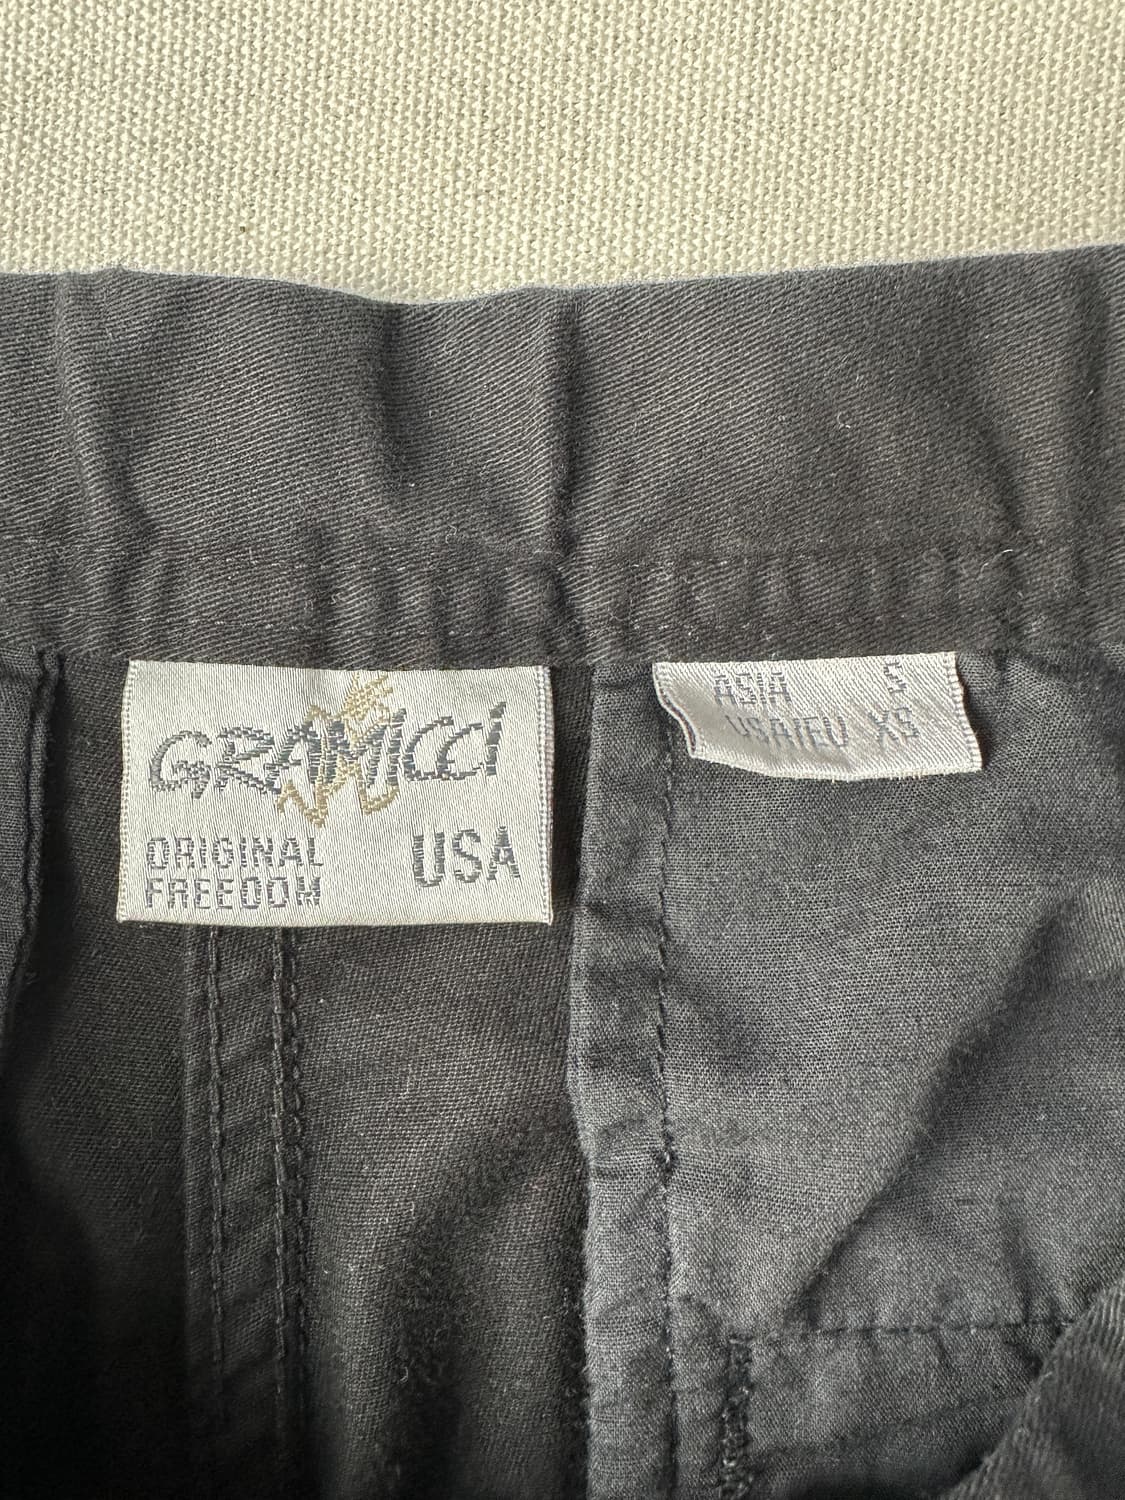 GRAMICCI
ORIGINAL
FREEDOM
USA
ASIA S
USA/EU XS